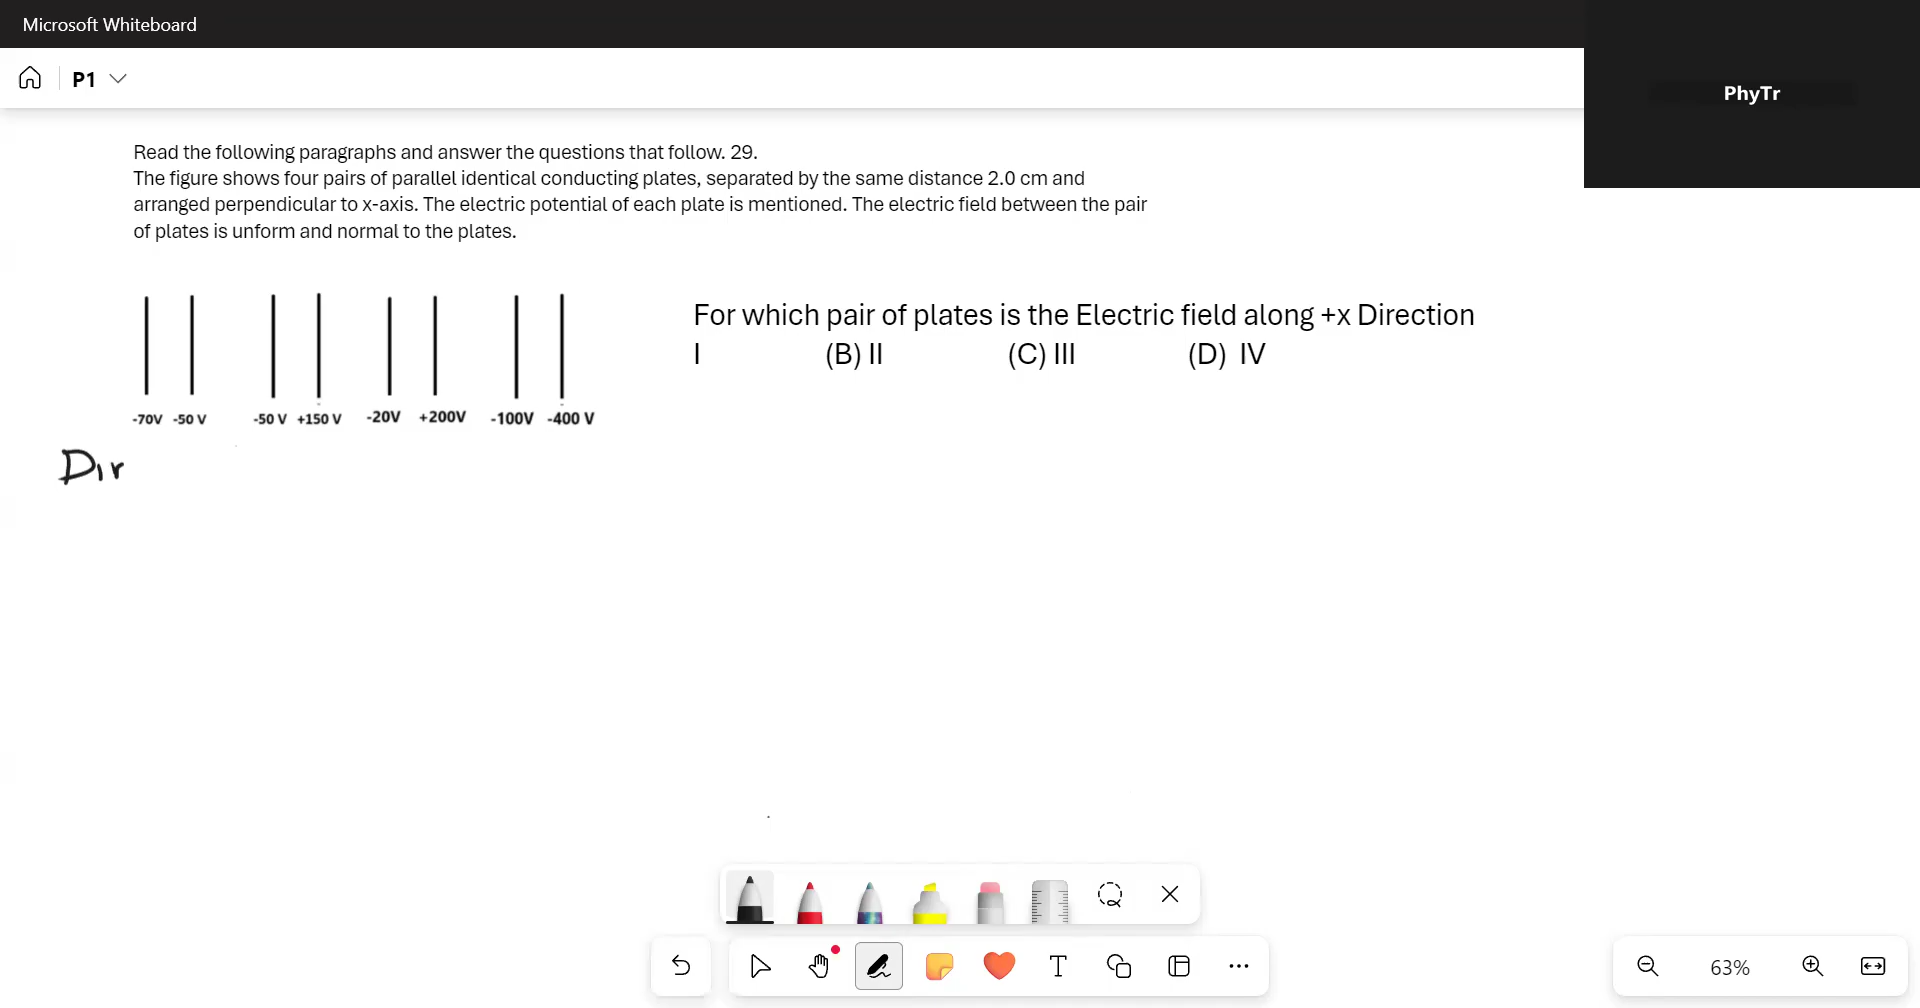 Microsoft Whiteboard
P1
PhyTr
Read the following paragraphs and answer the questions that follow. 29.
The figure shows four pairs of parallel identical conducting plates, separated by the same distance 2.0 cm and
arranged perpendicular to x-axis. The electric potential of each plate is mentioned. The electric field between the pair
of plates is unform and normal to the plates.
For which pair of plates is the Electric field along +x Direction
I (B) II (C) III (D) IV
-70V -50 V -50 V +150 V -20V +200V -100V -400 V
Dir
T
63%